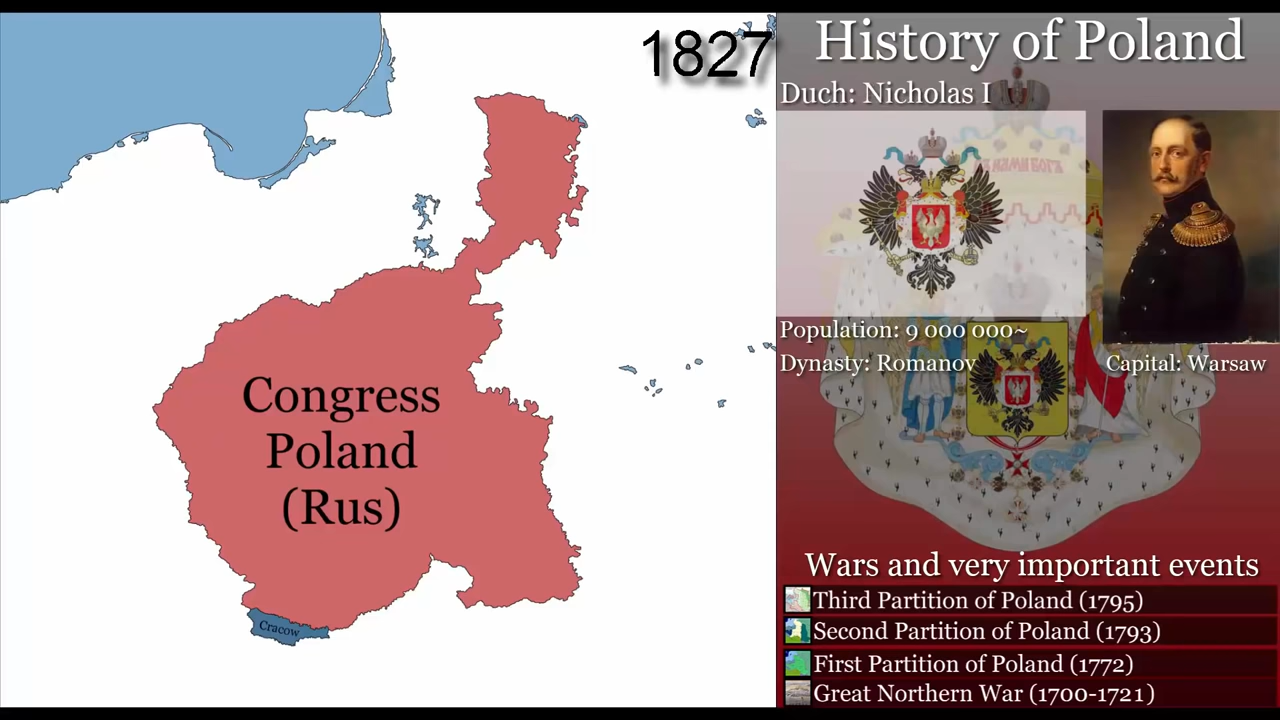 1827
Congress
Poland
(Rus)
Cracow
History of Poland
Duch: Nicholas I
Population: 9 000 000~
Dynasty: Romanov
Capital: Warsaw
Wars and very important events
Third Partition of Poland (1795)
Second Partition of Poland (1793)
First Partition of Poland (1772)
Great Northern War (1700-1721)